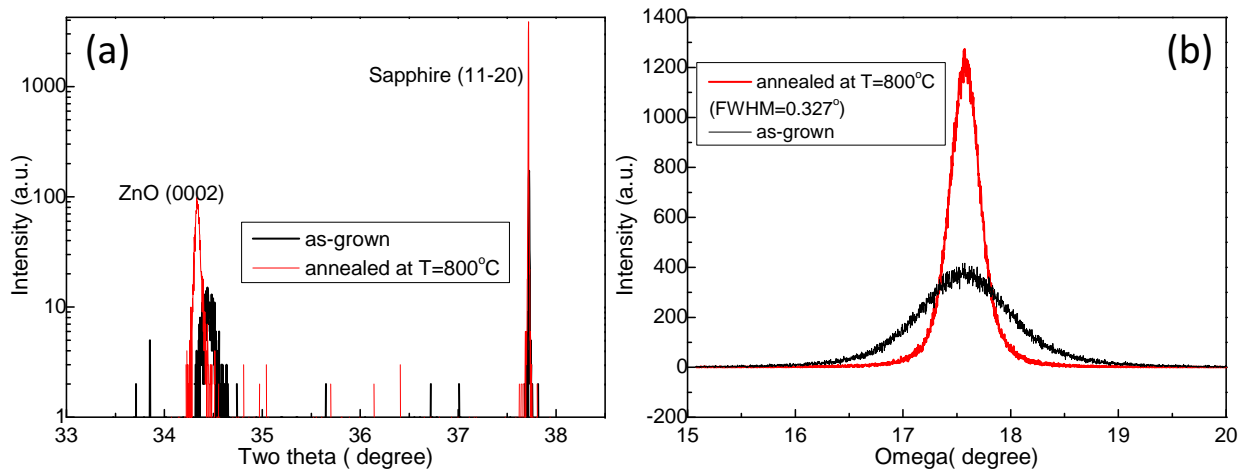 (a)
Sapphire (11-20)
ZnO (0002)
as-grown
annealed at T=800°C
Intensity (a.u.)
1000
100
10
1
33 34 35 36 37 38
Two theta ( degree)
(b)
annealed at T=800°C
(FWHM=0.327°)
as-grown
Intensity (a.u.)
1400
1200
1000
800
600
400
200
0
-200
15 16 17 18 19 20
Omega( degree)